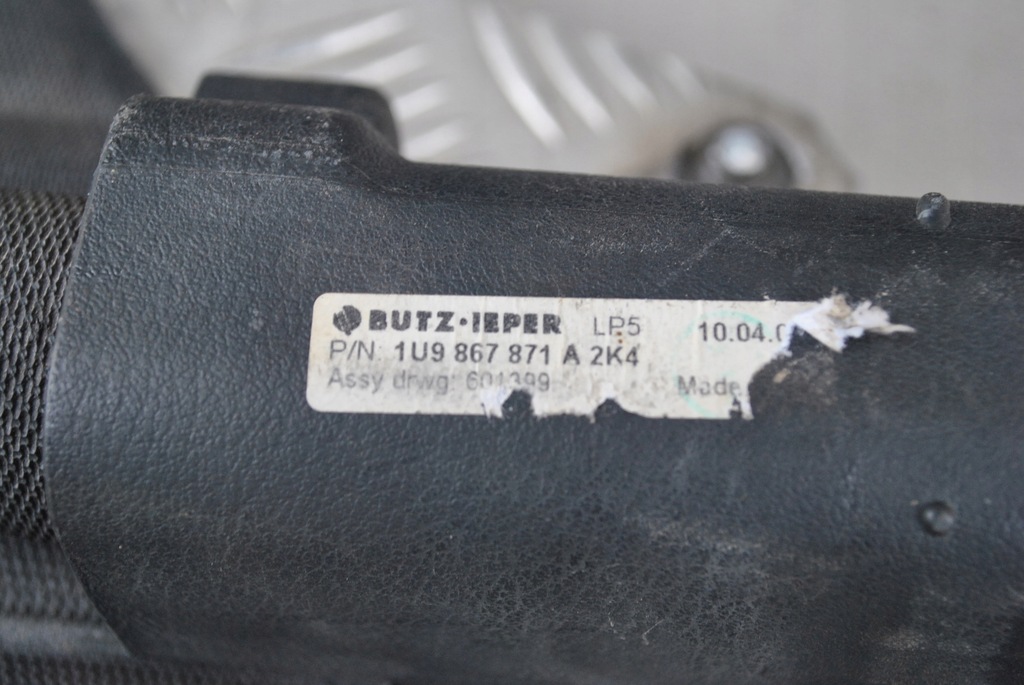 BUTZ·IEPER LP5 10.04.0
P/N: 1U9 867 871 A 2K4
Assy drwg: 601399 Made